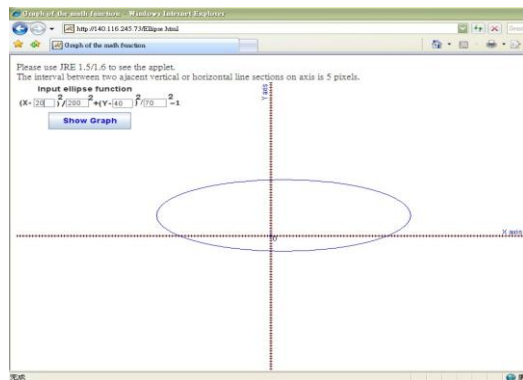 Graph of the math function - Windows Internet Explorer
http://140.116.245.73/Ellipse.html
Graph of the math function
Please use JRE 1.5/1.6 to see the applet.
The interval between two ajscent vertical or horizontal line sections on axis is 5 pixels.
Input ellipse function
(X- 20 )2/ 200 2+(Y- 40 )2/ 70 2=1
Show Graph
Y axis
X axis
0
完成